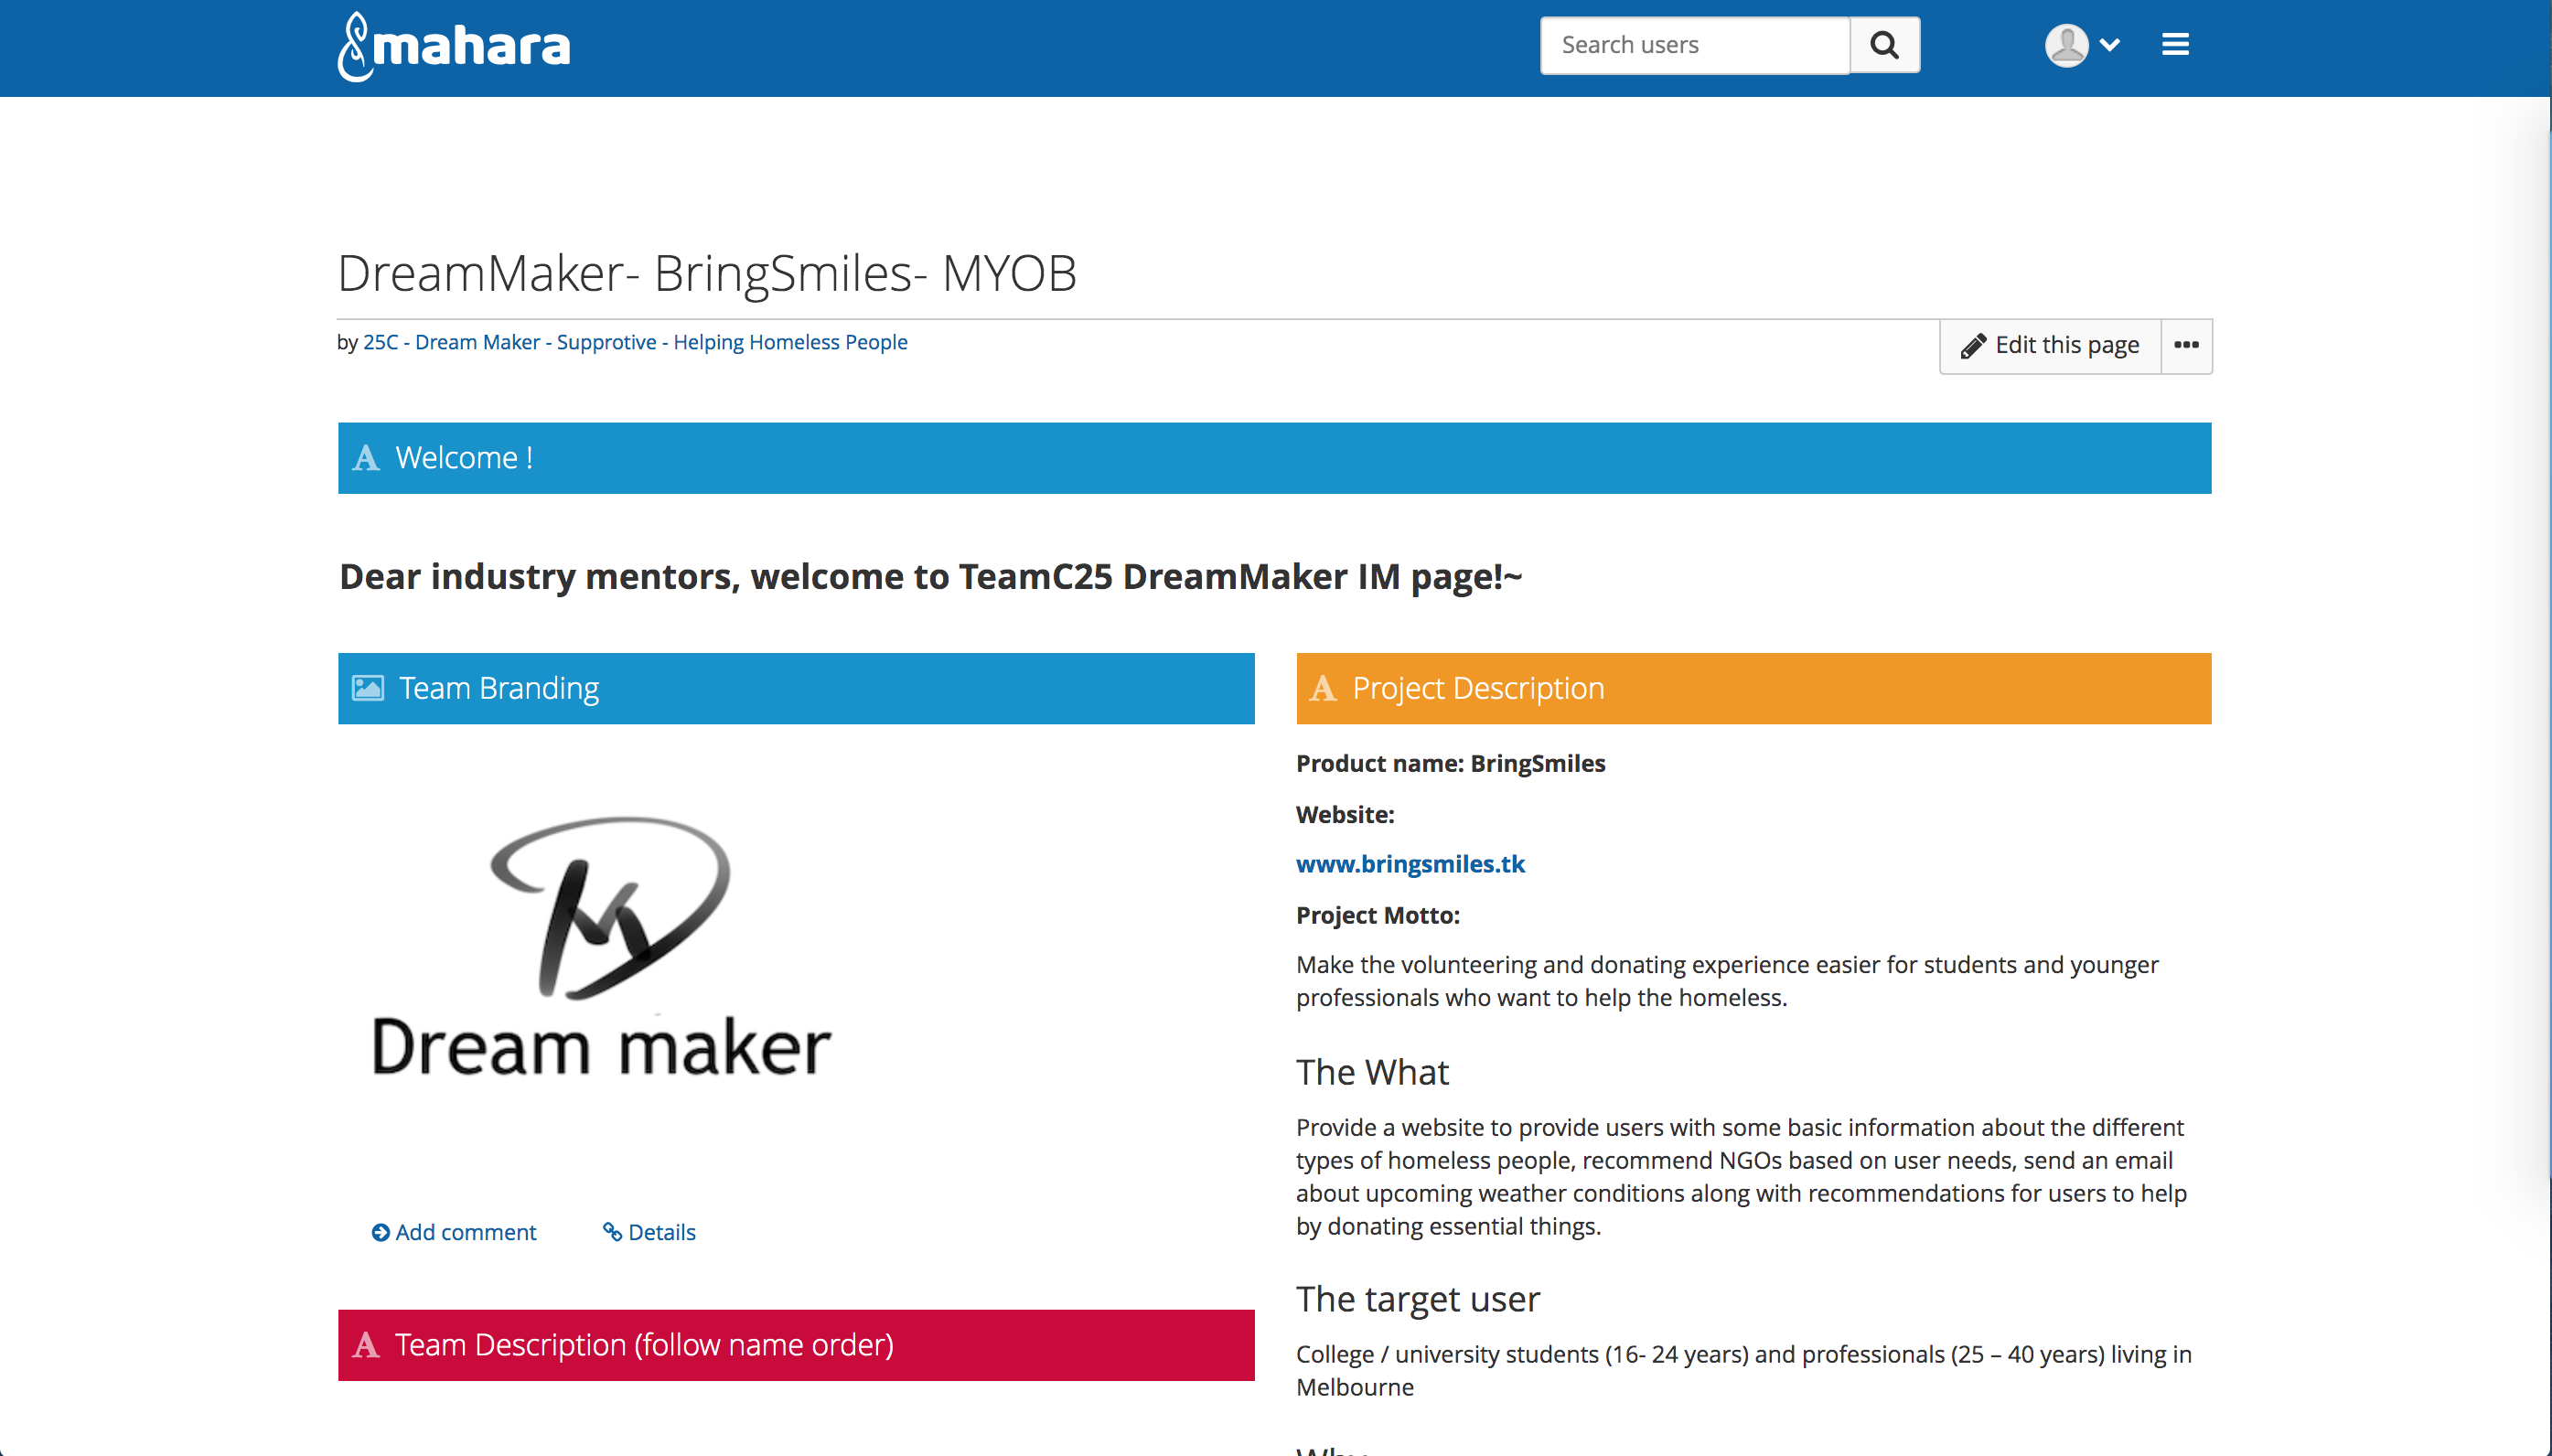 mahara
Search users
DreamMaker- BringSmiles- MYOB
by 25C - Dream Maker - Supprotive - Helping Homeless People
Edit this page
Welcome !
Dear industry mentors, welcome to TeamC25 DreamMaker IM page!~
Team Branding
Dream maker
Add comment
Details
Team Description (follow name order)
Project Description
Product name: BringSmiles
Website:
www.bringsmiles.tk
Project Motto:
Make the volunteering and donating experience easier for students and younger
professionals who want to help the homeless.
The What
Provide a website to provide users with some basic information about the different
types of homeless people, recommend NGOs based on user needs, send an email
about upcoming weather conditions along with recommendations for users to help
by donating essential things.
The target user
College / university students (16- 24 years) and professionals (25 – 40 years) living in
Melbourne